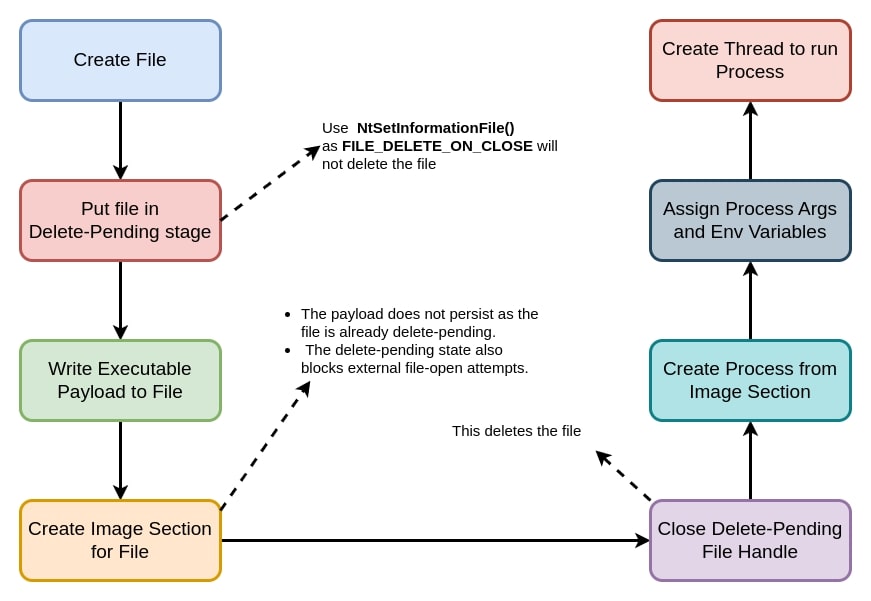 Create File
Use NtSetInformationFile()
as FILE_DELETE_ON_CLOSE will
not delete the file
Put file in
Delete-Pending stage
Write Executable
Payload to File
• The payload does not persist as the
file is already delete-pending.
• The delete-pending state also
blocks external file-open attempts.
Create Image Section
for File
This deletes the file
Close Delete-Pending
File Handle
Create Process from
Image Section
Assign Process Args
and Env Variables
Create Thread to run
Process